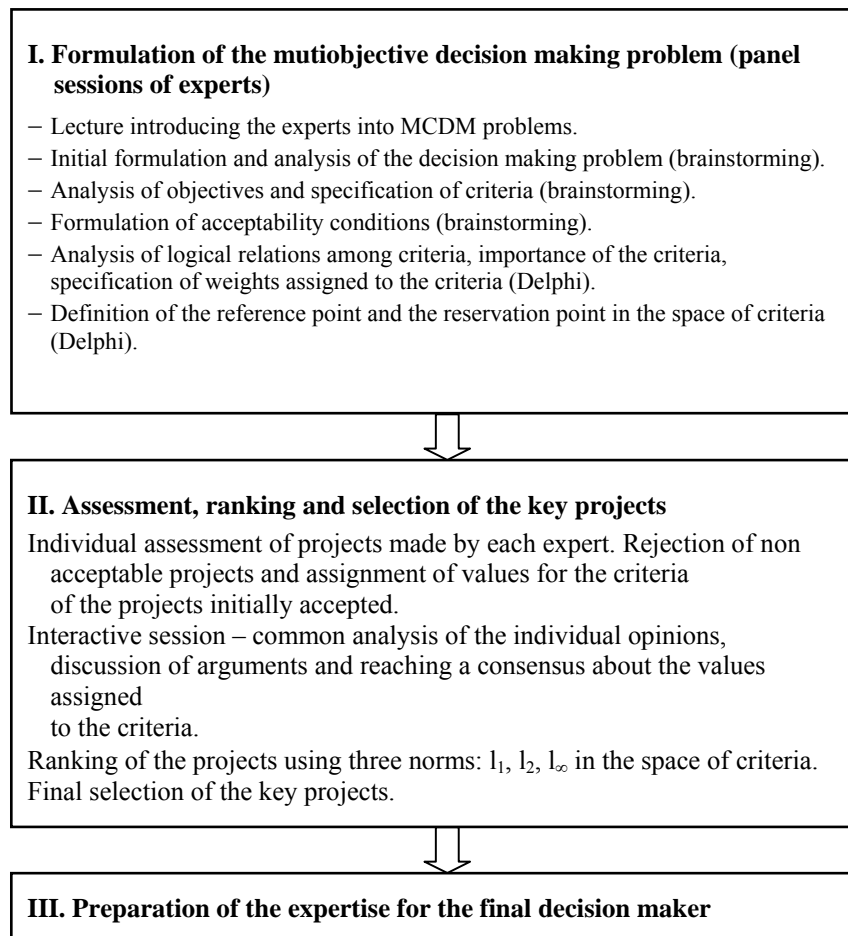 I. Formulation of the mutiobjective decision making problem (panel
sessions of experts)
– Lecture introducing the experts into MCDM problems.
– Initial formulation and analysis of the decision making problem (brainstorming).
– Analysis of objectives and specification of criteria (brainstorming).
– Formulation of acceptability conditions (brainstorming).
– Analysis of logical relations among criteria, importance of the criteria,
specification of weights assigned to the criteria (Delphi).
– Definition of the reference point and the reservation point in the space of criteria
(Delphi).
II. Assessment, ranking and selection of the key projects
Individual assessment of projects made by each expert. Rejection of non
acceptable projects and assignment of values for the criteria
of the projects initially accepted.
Interactive session – common analysis of the individual opinions,
discussion of arguments and reaching a consensus about the values
assigned
to the criteria.
Ranking of the projects using three norms: l₁, l₂, l∞ in the space of criteria.
Final selection of the key projects.
III. Preparation of the expertise for the final decision maker